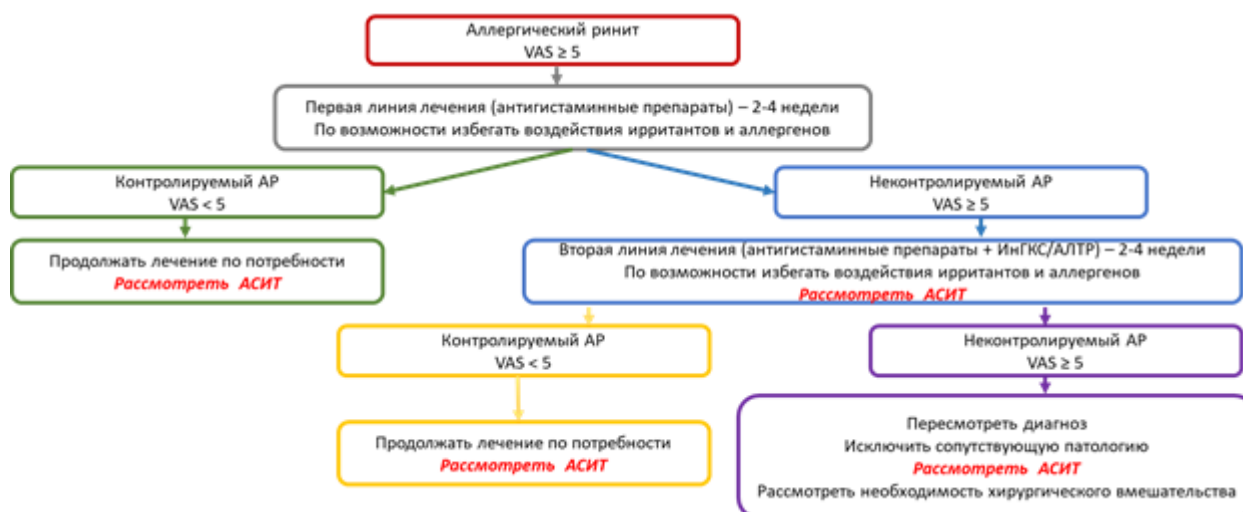 Аллергический ринит
VAS ≥ 5
Первая линия лечения (антигистаминные препараты) – 2-4 недели
По возможности избегать воздействия ирритантов и аллергенов
Контролируемый АР
VAS < 5
Неконтролируемый АР
VAS ≥ 5
Продолжать лечение по потребности
Рассмотреть АСИТ
Вторая линия лечения (антигистаминные препараты + ИнГКС/АЛТР) – 2-4 недели
По возможности избегать воздействия ирритантов и аллергенов
Рассмотреть АСИТ
Контролируемый АР
VAS < 5
Неконтролируемый АР
VAS ≥ 5
Продолжать лечение по потребности
Рассмотреть АСИТ
Пересмотреть диагноз
Исключить сопутствующую патологию
Рассмотреть АСИТ
Рассмотреть необходимость хирургического вмешательства